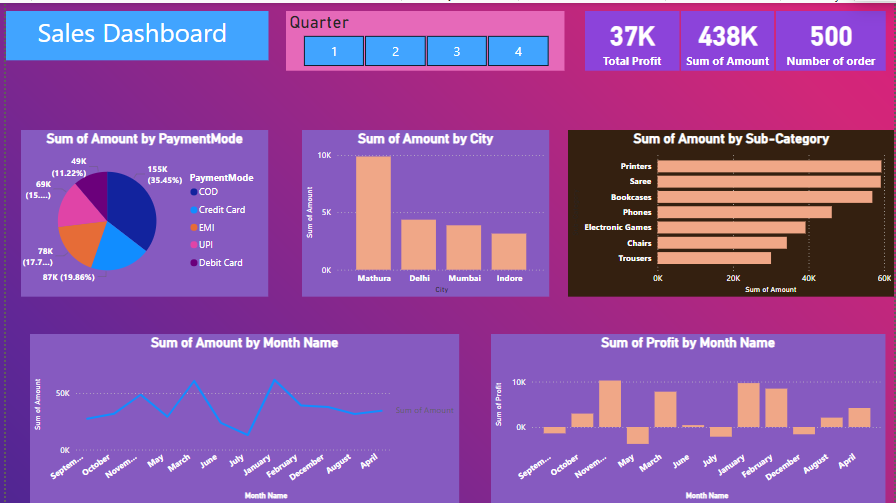 Sales Dashboard
Quarter
1 2 3 4
37K 438K 500
Total Profit Sum of Amount Number of order
Sum of Amount by PaymentMode
49K
(11.22%)
69K
(15....)
78K
(17.7...)
87K (19.86%)
155K
(35.45%)
PaymentMode
COD
Credit Card
EMI
UPI
Debit Card
Sum of Amount by City
Sum of Amount
10K
5K
0K
Mathura Delhi Mumbai Indore
City
Sum of Amount by Sub-Category
Printers
Saree
Bookcases
Phones
Electronic Games
Chairs
Trousers
0K 20K 40K 60K
Sum of Amount
Sum of Amount by Month Name
Sum of Amount
50K
0K
Sum of Amount
Septem... October Novem... May March June July January February December August April
Month Name
Sum of Profit by Month Name
Sum of Profit
10K
0K
Septem... October Novem... May March June July January February December August April
Month Name